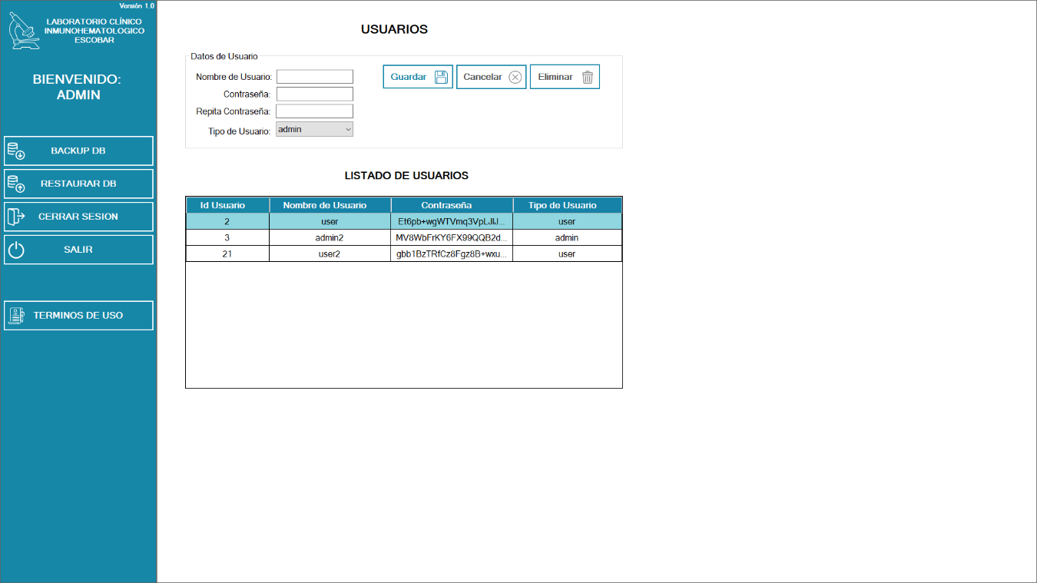 Versión 1.0
LABORATORIO CLÍNICO
INMUNOHEMATOLOGICO
ESCOBAR
BIENVENIDO:
ADMIN
BACKUP DB
RESTAURAR DB
CERRAR SESION
SALIR
TERMINOS DE USO
USUARIOS
Datos de Usuario
Nombre de Usuario:
Contraseña:
Repita Contraseña:
Tipo de Usuario: admin
Guardar Cancelar Eliminar
LISTADO DE USUARIOS
Id Usuario Nombre de Usuario Contraseña Tipo de Usuario
2 user user
3 admin2 MV8WbFrKY6FX99QQB2d... admin
21 user2 gbb1BzTRfCz8Fgz8B+wxu... user